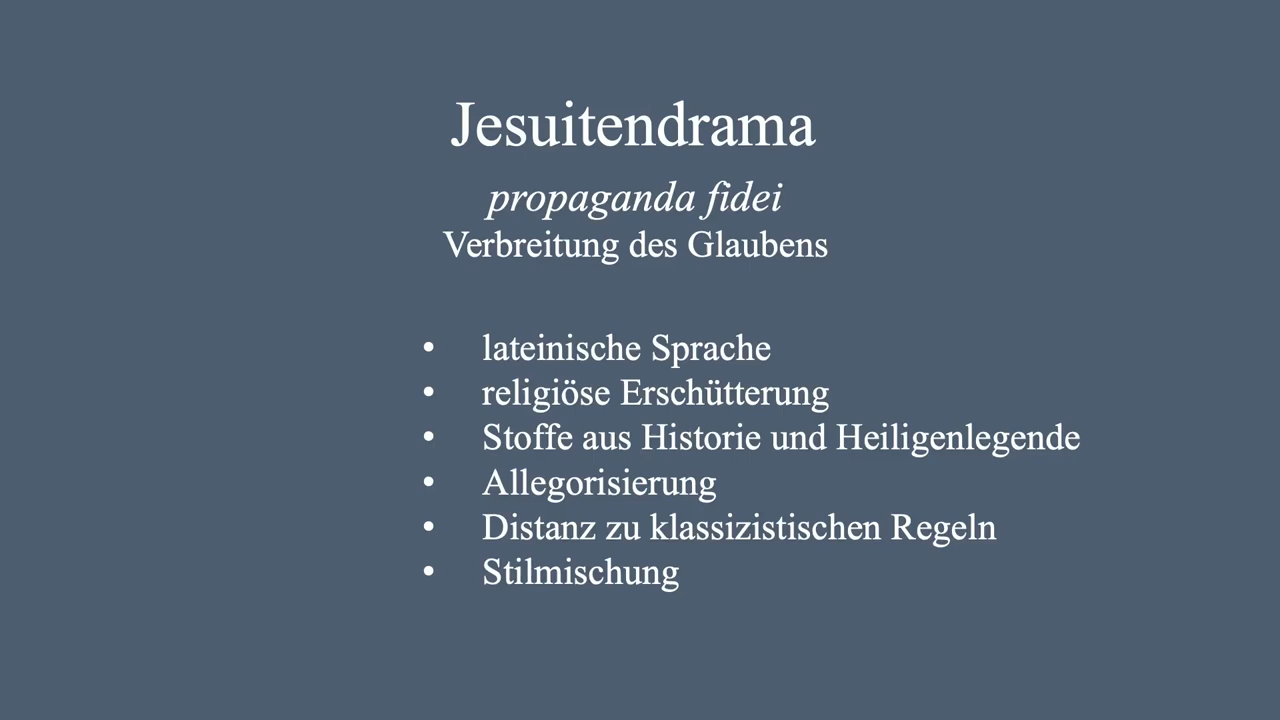 Jesuitendrama
propaganda fidei
Verbreitung des Glaubens
• lateinische Sprache
• religiöse Erschütterung
• Stoffe aus Historie und Heiligenlegende
• Allegorisierung
• Distanz zu klassizistischen Regeln
• Stilmischung